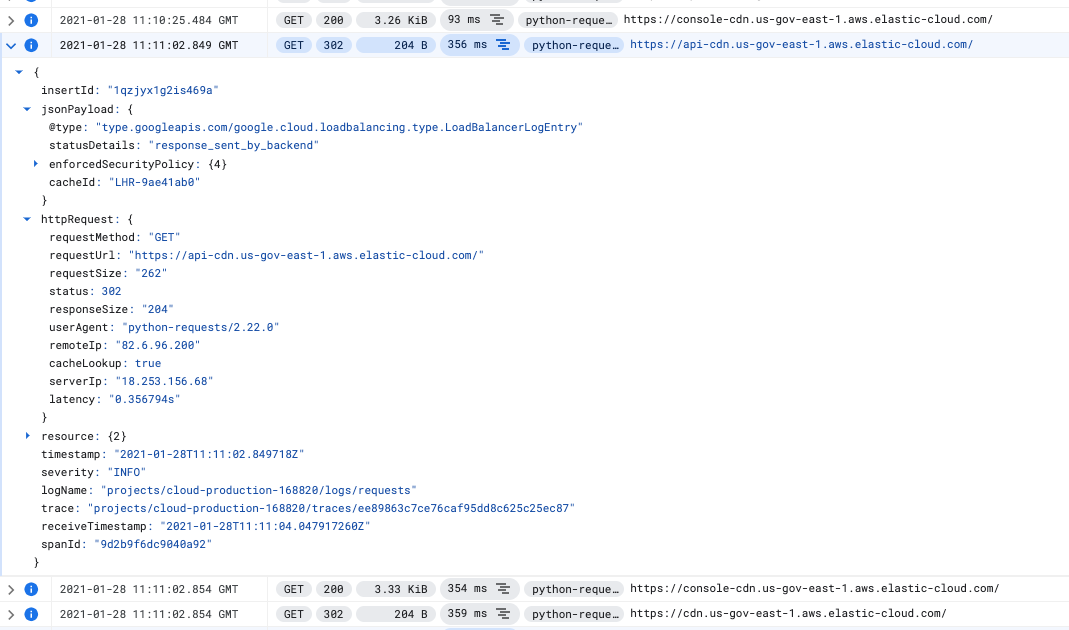 2021-01-28 11:10:25.484 GMT GET 200 3.26 KiB 93 ms python-reque… https://console-cdn.us-gov-east-1.aws.elastic-cloud.com/
2021-01-28 11:11:02.849 GMT GET 302 204 B 356 ms python-reque… https://api-cdn.us-gov-east-1.aws.elastic-cloud.com/
{
insertId: "1qzjyx1g2is469a"
jsonPayload: {
@type: "type.googleapis.com/google.cloud.loadbalancing.type.LoadBalancerLogEntry"
statusDetails: "response_sent_by_backend"
enforcedSecurityPolicy: {4}
cacheId: "LHR-9ae41ab0"
}
httpRequest: {
requestMethod: "GET"
requestUrl: "https://api-cdn.us-gov-east-1.aws.elastic-cloud.com/"
requestSize: "262"
status: 302
responseSize: "204"
userAgent: "python-requests/2.22.0"
remoteIp: "82.6.96.200"
cacheLookup: true
serverIp: "18.253.156.68"
latency: "0.356794s"
}
resource: {2}
timestamp: "2021-01-28T11:11:02.849718Z"
severity: "INFO"
logName: "projects/cloud-production-168820/logs/requests"
trace: "projects/cloud-production-168820/traces/ee89863c7ce76caf95dd8c625c25ec87"
receiveTimestamp: "2021-01-28T11:11:04.047917260Z"
spanId: "9d2b9f6dc9040a92"
}
2021-01-28 11:11:02.854 GMT GET 200 3.33 KiB 354 ms python-reque… https://console-cdn.us-gov-east-1.aws.elastic-cloud.com/
2021-01-28 11:11:02.854 GMT GET 302 204 B 359 ms python-reque… https://cdn.us-gov-east-1.aws.elastic-cloud.com/